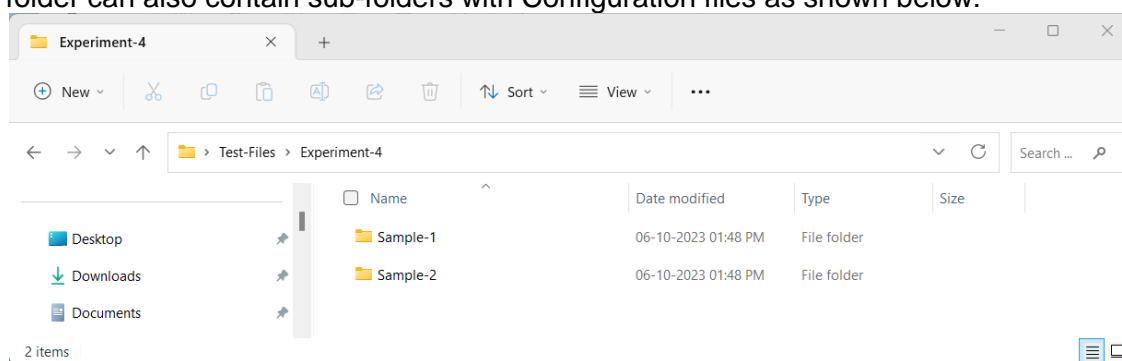 folder can also contain sub-folders with Configuration files as shown below.
Experiment-4
New
Sort
View
Test-Files > Experiment-4
Search ...
Name Date modified Type Size
Desktop
Downloads
Documents
Sample-1 06-10-2023 01:48 PM File folder
Sample-2 06-10-2023 01:48 PM File folder
2 items